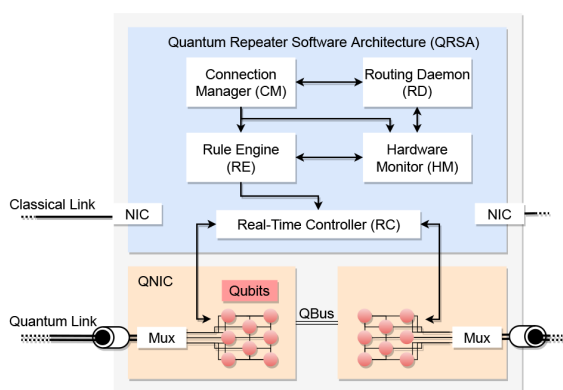 Quantum Repeater Software Architecture (QRSA)
Connection
Manager (CM)
Routing Daemon
(RD)
Rule Engine
(RE)
Hardware
Monitor (HM)
Classical Link
NIC
Real-Time Controller (RC)
NIC
QNIC
Qubits
QBus
Quantum Link
Mux
Mux